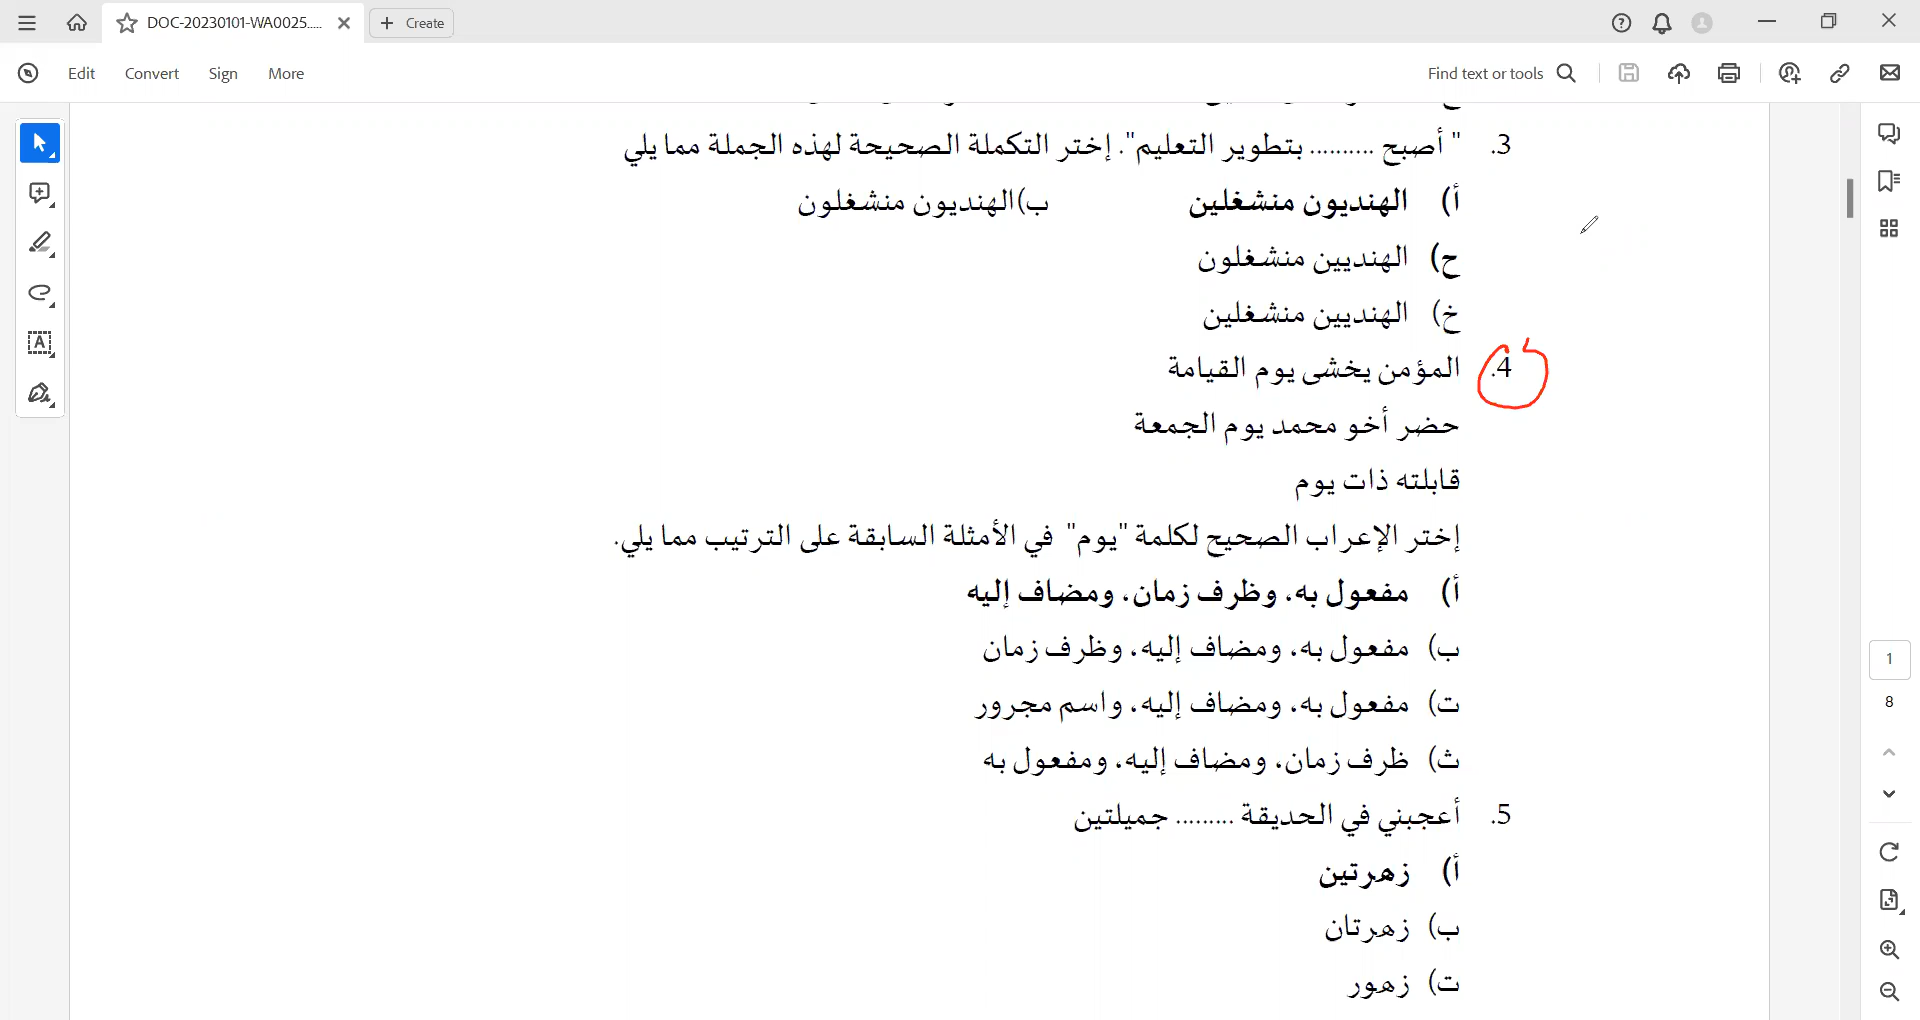 DOC-20230101-WA0025.....
Create
Edit Convert Sign More
Find text or tools
3. " أصبح .......... بتطوير التعليم". إختر التكملة الصحيحة لهذه الجملة مما يلي
أ) الهنديون منشغلين ب)الهنديون منشغلون
ح) الهنديين منشغلون
خ) الهنديين منشغلين
4. المؤمن يخشى يوم القيامة
حضر أخو محمد يوم الجمعة
قابلته ذات يوم
إختر الإعراب الصحيح لكلمة "يوم" في الأمثلة السابقة على الترتيب مما يلي.
أ) مفعول به، وظرف زمان، ومضاف إليه
ب) مفعول به، ومضاف إليه، وظرف زمان
ت) مفعول به، ومضاف إليه، واسم مجرور
ث) ظرف زمان، ومضاف إليه، ومفعول به
5. أعجبني في الحديقة ......... جميلتين
أ) زهرتين
ب) زهرتان
ت) زهور
1
8